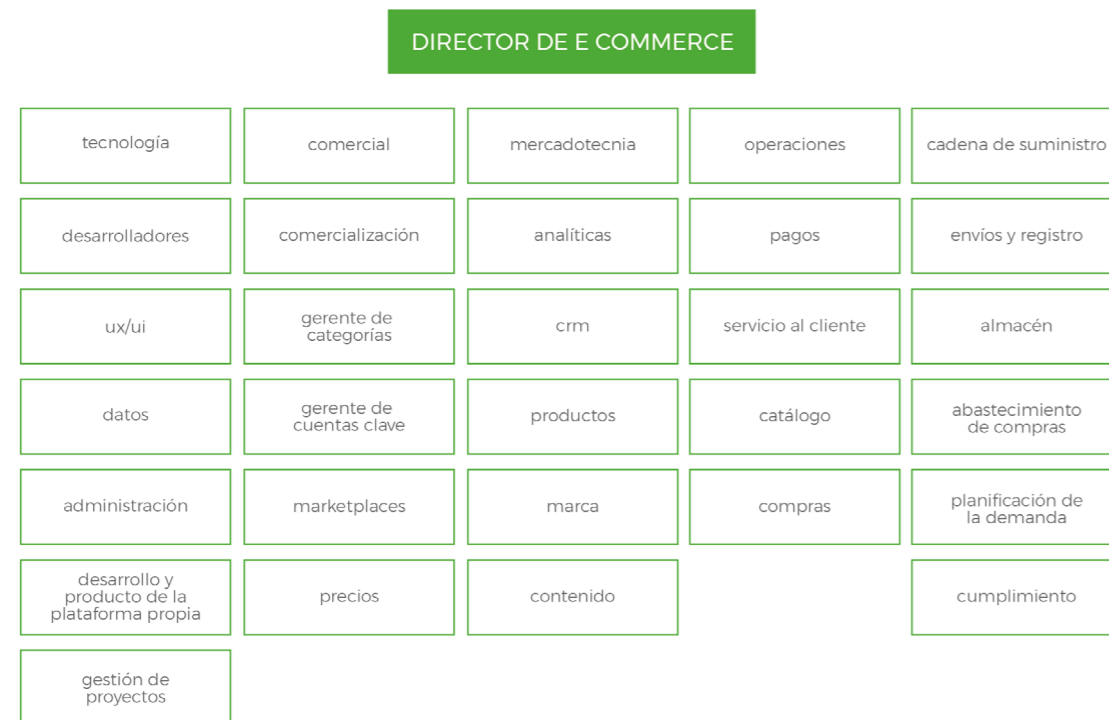 DIRECTOR DE E COMMERCE
tecnología
comercial
mercadotecnia
operaciones
cadena de suministro
desarrolladores
comercialización
analíticas
pagos
envíos y registro
ux/ui
gerente de
categorías
crm
servicio al cliente
almacén
datos
gerente de
cuentas clave
productos
catálogo
abastecimiento
de compras
administración
marketplaces
marca
compras
planificación de
la demanda
desarrollo y
producto de la
plataforma propia
precios
contenido
cumplimiento
gestión de
proyectos